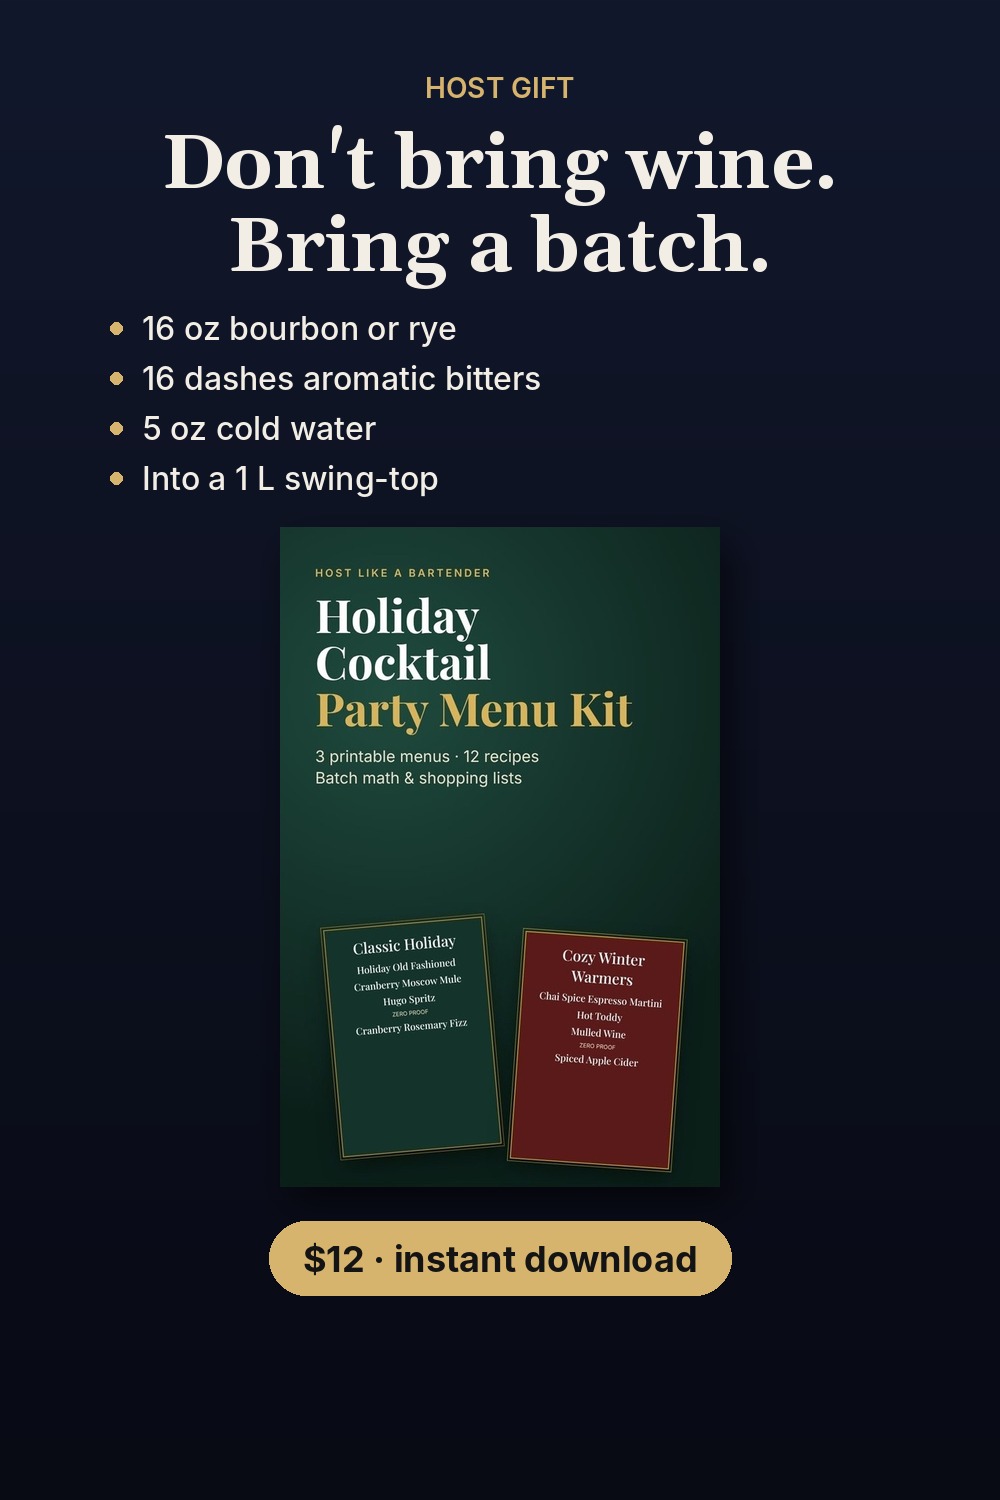 HOST GIFT
Don't bring wine.
Bring a batch.
16 oz bourbon or rye
16 dashes aromatic bitters
5 oz cold water
Into a 1 L swing-top
HOST LIKE A BARTENDER
Holiday
Cocktail
Party Menu Kit
3 printable menus · 12 recipes
Batch math & shopping lists
Classic Holiday
Holiday Old Fashioned
Cranberry Moscow Mule
Hugo Spritz
ZERO PROOF
Cranberry Rosemary Fizz
Cozy Winter
Warmers
Chai Spice Espresso Martini
Hot Toddy
Mulled Wine
ZERO PROOF
Spiced Apple Cider
$12 · instant download